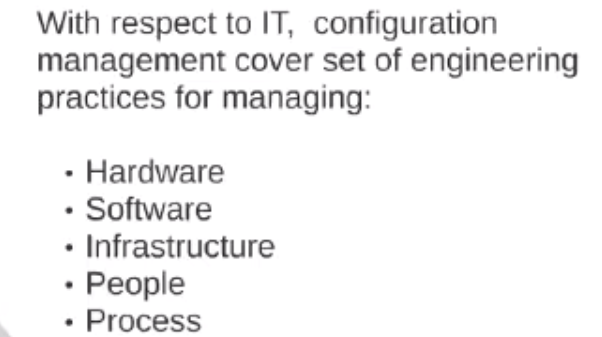 With respect to IT,  configuration
management cover set of engineering
practices for managing:
• Hardware
• Software
• Infrastructure
• People
• Process